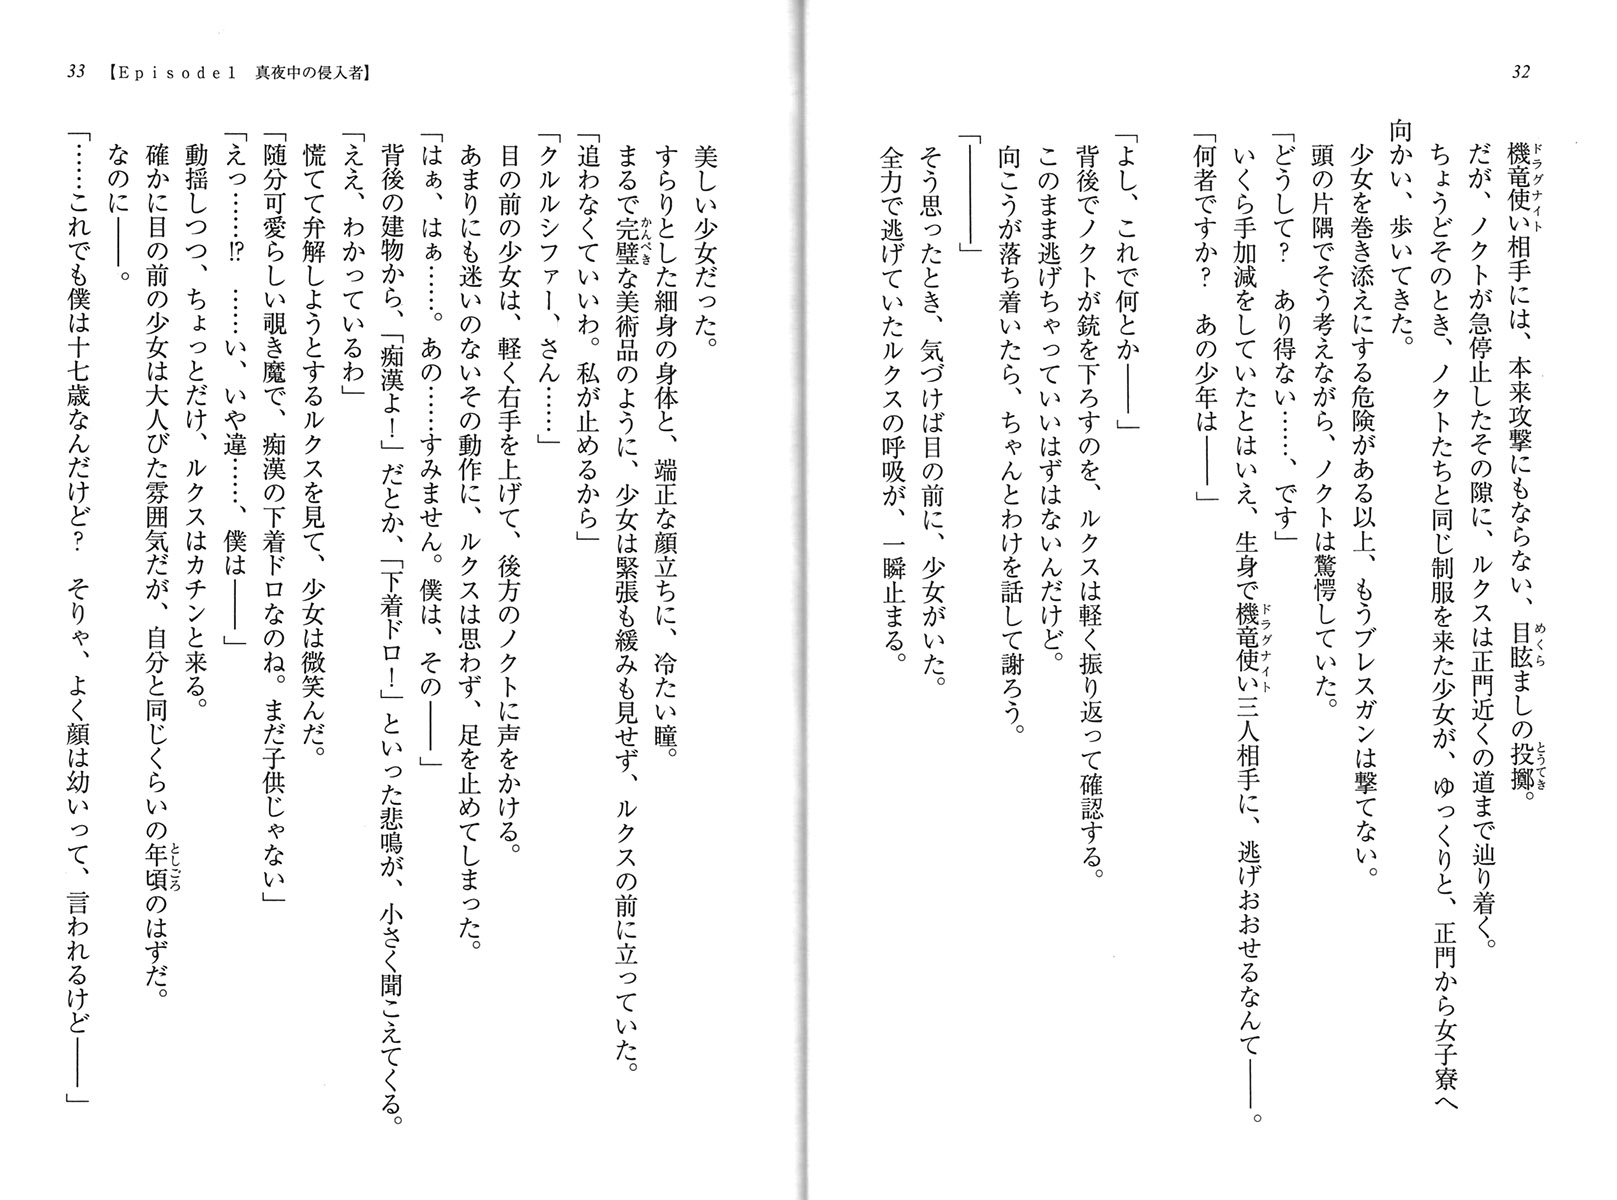 32
機竜使い相手には、本来攻撃にもならない、目眩ましの投擲。
ドラグナイト
めくら
とうてき
だが、ノクトが急停止したその隙に、ルクスは正門近くの道まで辿り着く。
ちょうどそのとき、ノクトたちと同じ制服を来た少女が、ゆっくりと、正門から女子寮へ
向かい、歩いてきた。
少女を巻き添えにする危険がある以上、もうブレスガンは撃てない。
頭の片隅でそう考えながら、ノクトは驚愕していた。
「どうして？　あり得ない……、です」
いくら手加減をしていたとはいえ、生身で機竜使い三人相手に、逃げおおせるなんて――。
ドラグナイト
「何者ですか？　あの少年は――」
「よし、これで何とか――」
背後でノクトが銃を下ろすのを、ルクスは軽く振り返って確認する。
このまま逃げちゃっていいはずはないんだけど。
向こうが落ち着いたら、ちゃんとわけを話して謝ろう。
「――――」
そう思ったとき、気づけば目の前に、少女がいた。
全力で逃げていたルクスの呼吸が、一瞬止まる。
33　【Episode1　真夜中の侵入者】
美しい少女だった。
すらりとした細身の身体と、端正な顔立ちに、冷たい瞳。
まるで完璧な美術品のように、少女は緊張も緩みも見せず、ルクスの前に立っていた。
かんぺき
「追わなくていいわ。私が止めるから」
「クルルシファー、さん……」
目の前の少女は、軽く右手を上げて、後方のノクトに声をかける。
あまりにも迷いのないその動作に、ルクスは思わず、足を止めてしまった。
「はぁ、はぁ……。あの……すみません。僕は、その――」
背後の建物から、「痴漢よ！」だとか、「下着ドロ！」といった悲鳴が、小さく聞こえてくる。
「ええ、わかっているわ」
慌てて弁解しようとするルクスを見て、少女は微笑んだ。
「随分可愛らしい覗き魔で、痴漢の下着ドロなのね。まだ子供じゃない」
「えっ……!?　……い、いや違……、僕は――」
動揺しつつ、ちょっとだけ、ルクスはカチンと来る。
確かに目の前の少女は大人びた雰囲気だが、自分と同じくらいの年頃のはずだ。
としごろ
なのに――。
「……これでも僕は十七歳なんだけど？　そりゃ、よく顔は幼いって、言われるけど――」